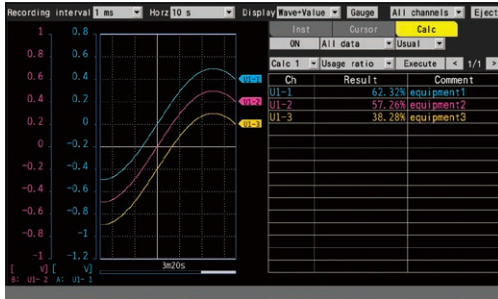 Recording interval 1 ms Horz 10 s Display Wave+Value Gauge All channels Eject
Inst Cursor Calc
ON All data Usual
Calc 1 Usage ratio Execute < 1/1 >
Ch Result Comment
U1-1 62.32% equipment1
U1-2 57.26% equipment2
U1-3 38.28% equipment3
1 0.8
0.8 0.6
0.6 0.4
0.4 0.2
0.2 0
0 -0.2
-0.2 -0.4
-0.4 -0.6
-0.6 -0.8
-0.8 -1
-1 -1.2
U1-1
U1-2
U1-3
3m20s
[ V] [ V]
B: U1-2 A: U1-1